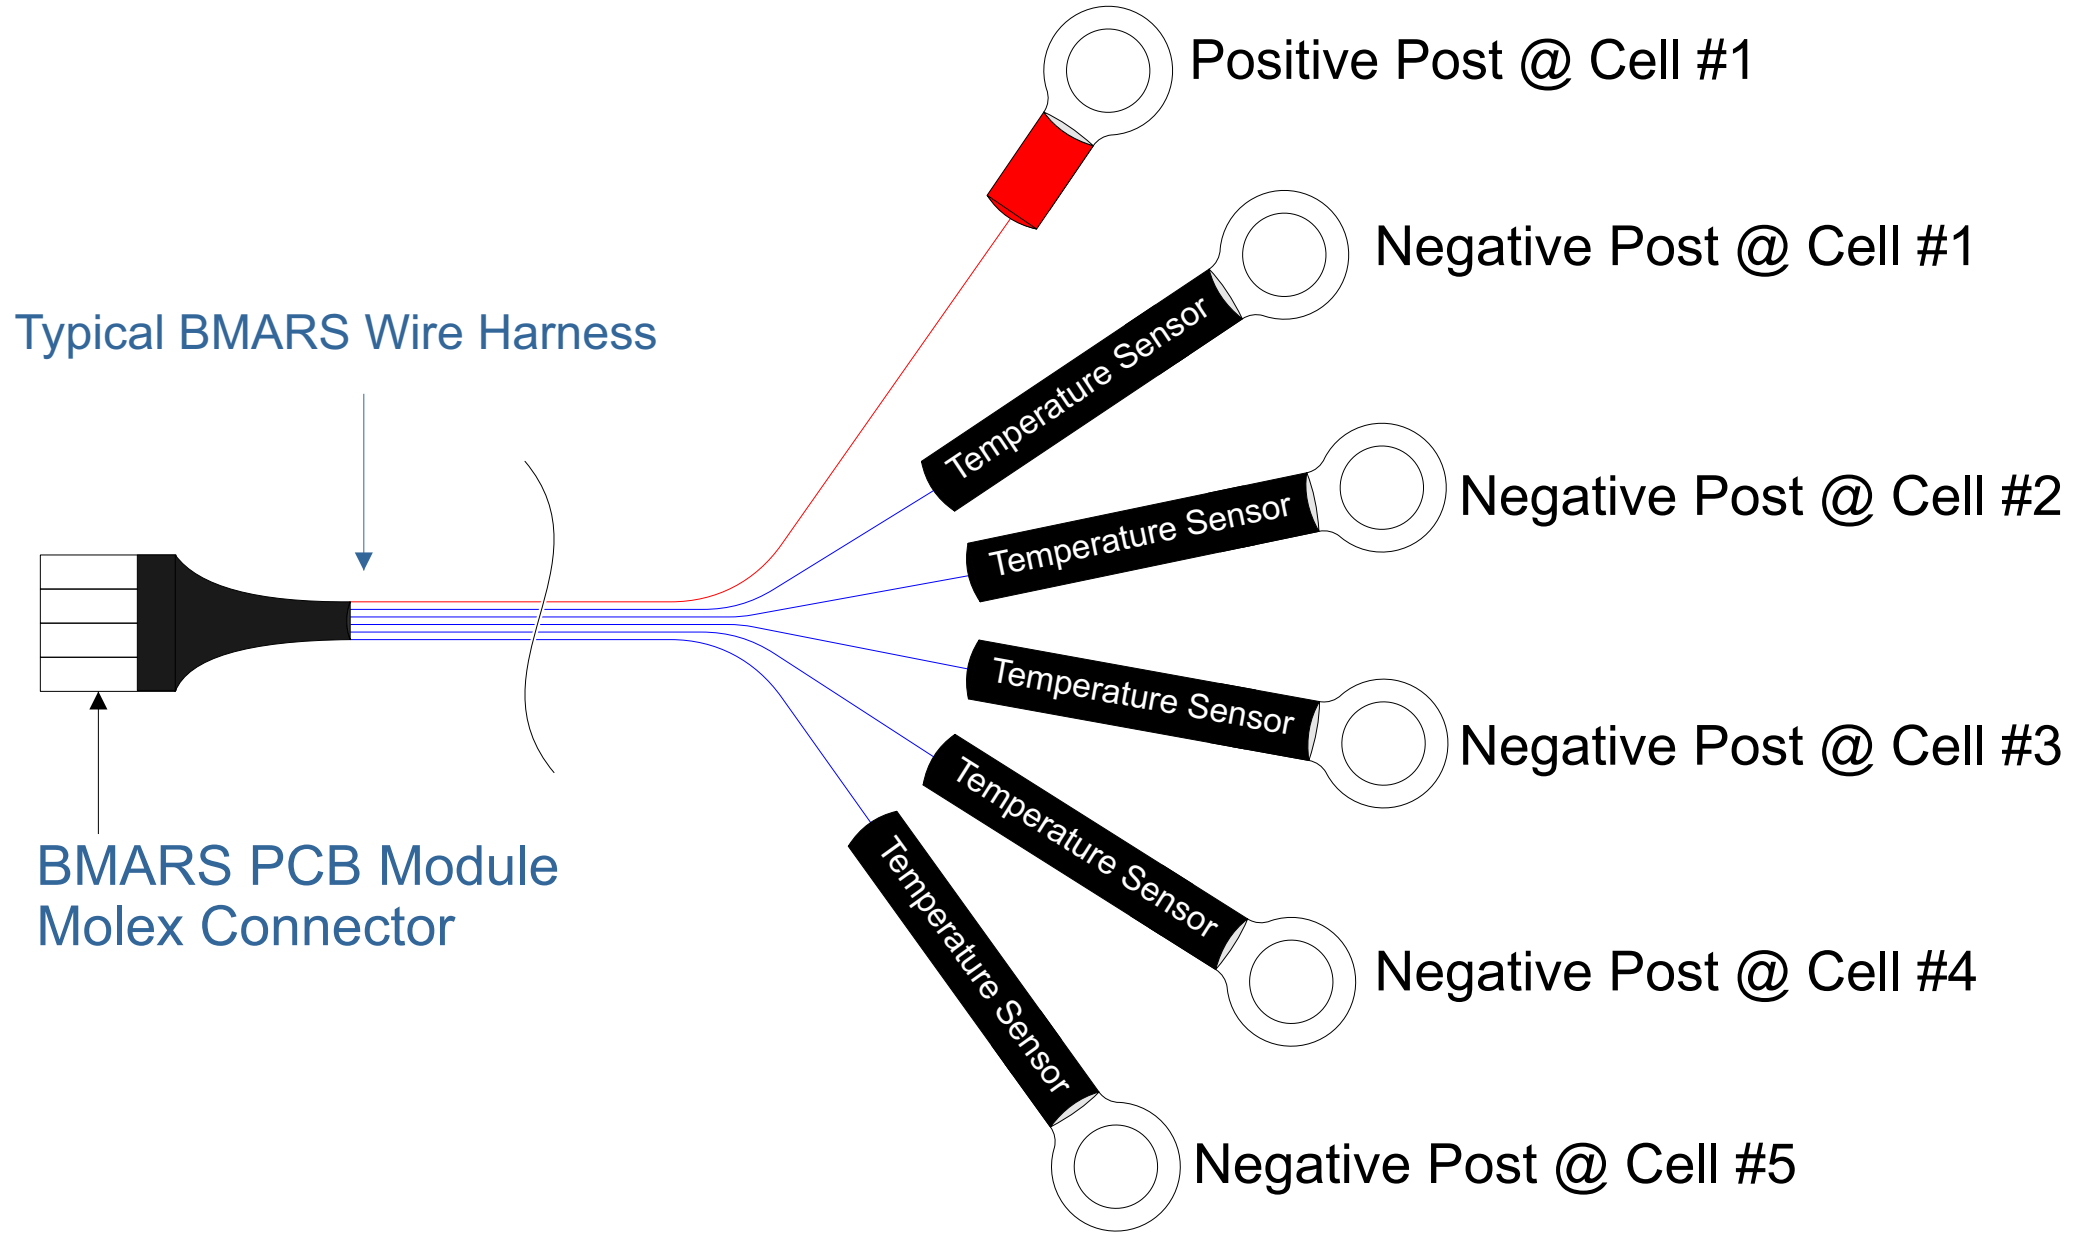 Positive Post @ Cell #1
Negative Post @ Cell #1
Typical BMARS Wire Harness
Temperature Sensor
Negative Post @ Cell #2
Temperature Sensor
Temperature Sensor
Negative Post @ Cell #3
Temperature Sensor
BMARS PCB Module
Molex Connector
Temperature Sensor
Negative Post @ Cell #4
Negative Post @ Cell #5